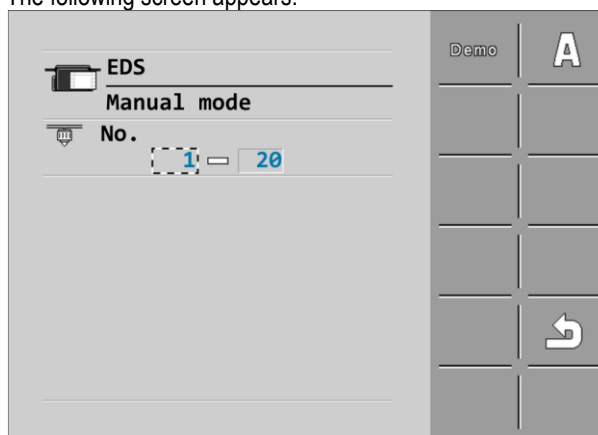 The following screen appears:
EDS
Manual mode
No.
1 – 20
Demo
A